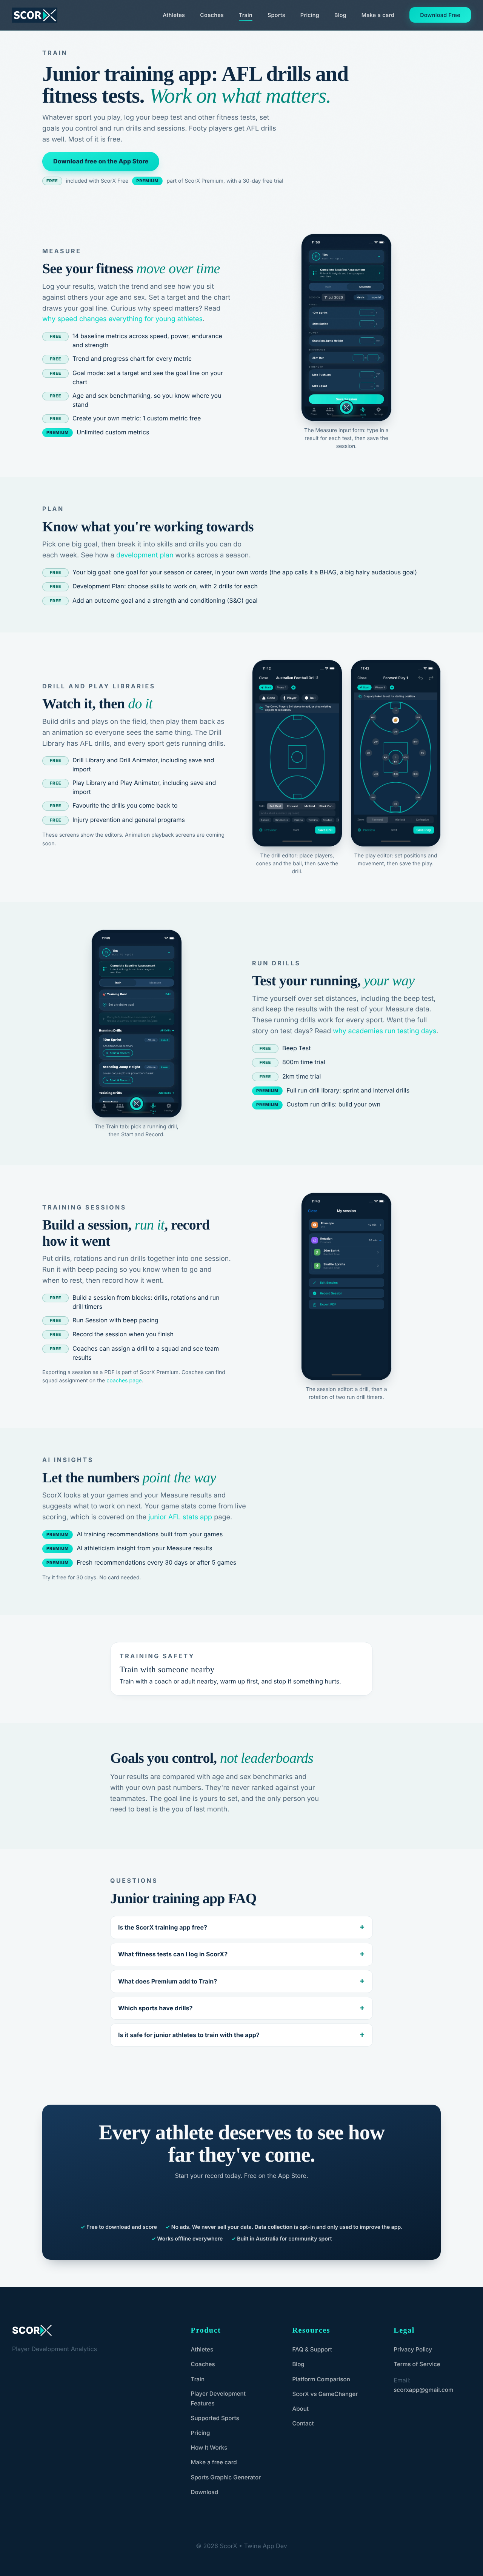 SCORX
Athletes
Coaches
Train
Sports
Pricing
Blog
Make a card
Download Free
TRAIN
Junior training app: AFL drills and
fitness tests. Work on what matters.
Whatever sport you play, log your beep test and other fitness tests, set
goals you control and run drills and sessions. Footy players get AFL drills
as well. Most of it is free.
Download free on the App Store
FREE Included with ScorX Free PREMIUM part of ScorX Premium, with a 30-day free trial
MEASURE
See your fitness move over time
Log your results, watch the trend and see how you sit
against others your age and sex. Set a target and the chart
draws your goal line. Curious why speed matters? Read
why speed changes everything for young athletes.
FREE 14 baseline metrics across speed, power, endurance
and strength
FREE Trend and progress chart for every metric
FREE Goal mode: set a target and see the goal line on your
chart
FREE Age and sex benchmarking, so you know where you
stand
FREE Create your own metric: 1 custom metric free
PREMIUM Unlimited custom metrics
The Measure input form: type in a
result for each test, then save the
session.
PLAN
Know what you're working towards
Pick one big goal, then break it into skills and drills you can do
each week. See how a development plan works across a season.
FREE Your big goal: one goal for your season or career, in your own words (the app calls it a BHAG, a big hairy audacious goal)
FREE Development Plan: choose skills to work on, with 2 drills for each
FREE Add an outcome goal and a strength and conditioning (S&C) goal
DRILL AND PLAY LIBRARIES
Watch it, then do it
Build drills and plays on the field, then play them back as
an animation so everyone sees the same thing. The Drill
Library has AFL drills, and every sport gets running drills.
FREE Drill Library and Drill Animator, including save and
import
FREE Play Library and Play Animator, including save and
import
FREE Favourite the drills you come back to
FREE Injury prevention and general programs
These screens show the editors. Animation playback screens are coming
soon.
Australian Football Drill 2
The drill editor: place players,
cones and the ball, then save the
drill.
Forward Play 1
The play editor: set positions and
movement, then save the play.
The Train tab: pick a running drill,
then Start and Record.
RUN DRILLS
Test your running, your way
Time yourself over set distances, including the beep test,
and keep the results with the rest of your Measure data.
These running drills work for every sport. Want the full
story on test days? Read why academies run testing days.
FREE Beep Test
FREE 800m time trial
FREE 2km time trial
PREMIUM Full run drill library: sprint and interval drills
PREMIUM Custom run drills: build your own
TRAINING SESSIONS
Build a session, run it, record
how it went
Put drills, rotations and run drills together into one session.
Run it with beep pacing so you know when to go and
when to rest, then record how it went.
FREE Build a session from blocks: drills, rotations and run
drill timers
FREE Run Session with beep pacing
FREE Record the session when you finish
FREE Coaches can assign a drill to a squad and see team
results
Exporting a session as a PDF is part of ScorX Premium. Coaches can find
squad assignment on the coaches page.
My session
The session editor: a drill, then a
rotation of two run drill timers.
AI INSIGHTS
Let the numbers point the way
ScorX looks at your games and your Measure results and
suggests what to work on next. Your game stats come from live
scoring, which is covered on the junior AFL stats app page.
PREMIUM AI training recommendations built from your games
PREMIUM AI athleticism insight from your Measure results
PREMIUM Fresh recommendations every 30 days or after 5 games
Try it free for 30 days. No card needed.
TRAINING SAFETY
Train with someone nearby
Train with a coach or adult nearby, warm up first, and stop if something hurts.
Goals you control, not leaderboards
Your results are compared with age and sex benchmarks and
with your own past numbers. They're never ranked against your
teammates. The goal line is yours to set, and the only person you
need to beat is the you of last month.
QUESTIONS
Junior training app FAQ
Is the ScorX training app free? +
What fitness tests can I log in ScorX? +
What does Premium add to Train? +
Which sports have drills? +
Is it safe for junior athletes to train with the app? +
Every athlete deserves to see how
far they've come.
Start your record today. Free on the App Store.
✓ Free to download and score ✓ No ads. We never sell your data. Data collection is opt-in and only used to improve the app.
✓ Works offline everywhere ✓ Built in Australia for community sport
SCORX
Player Development Analytics
Product
Athletes
Coaches
Train
Player Development
Features
Supported Sports
Pricing
How It Works
Make a free card
Sports Graphic Generator
Download
Resources
FAQ & Support
Blog
Platform Comparison
ScorX vs GameChanger
About
Contact
Legal
Privacy Policy
Terms of Service
Email:
scorxapp@gmail.com
© 2026 ScorX • Twine App Dev